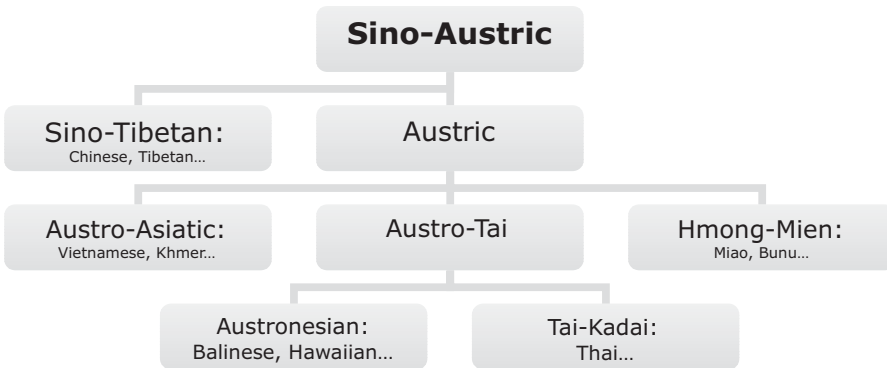 Sino-Austric
Sino-Tibetan:
Chinese, Tibetan…
Austric
Austro-Asiatic:
Vietnamese, Khmer…
Austro-Tai
Hmong-Mien:
Miao, Bunu…
Austronesian:
Balinese, Hawaiian…
Tai-Kadai:
Thai…